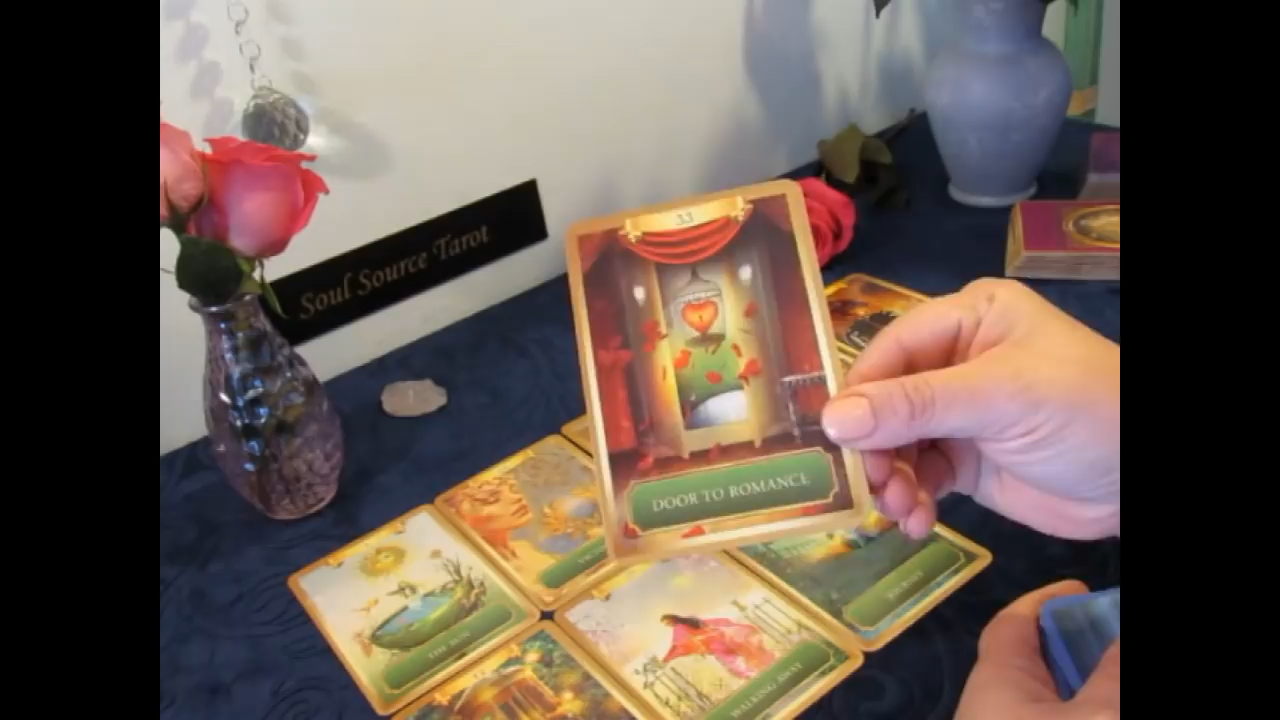 Soul Source Tarot
33
DOOR TO ROMANCE
THE SUN
WALKING AWAY